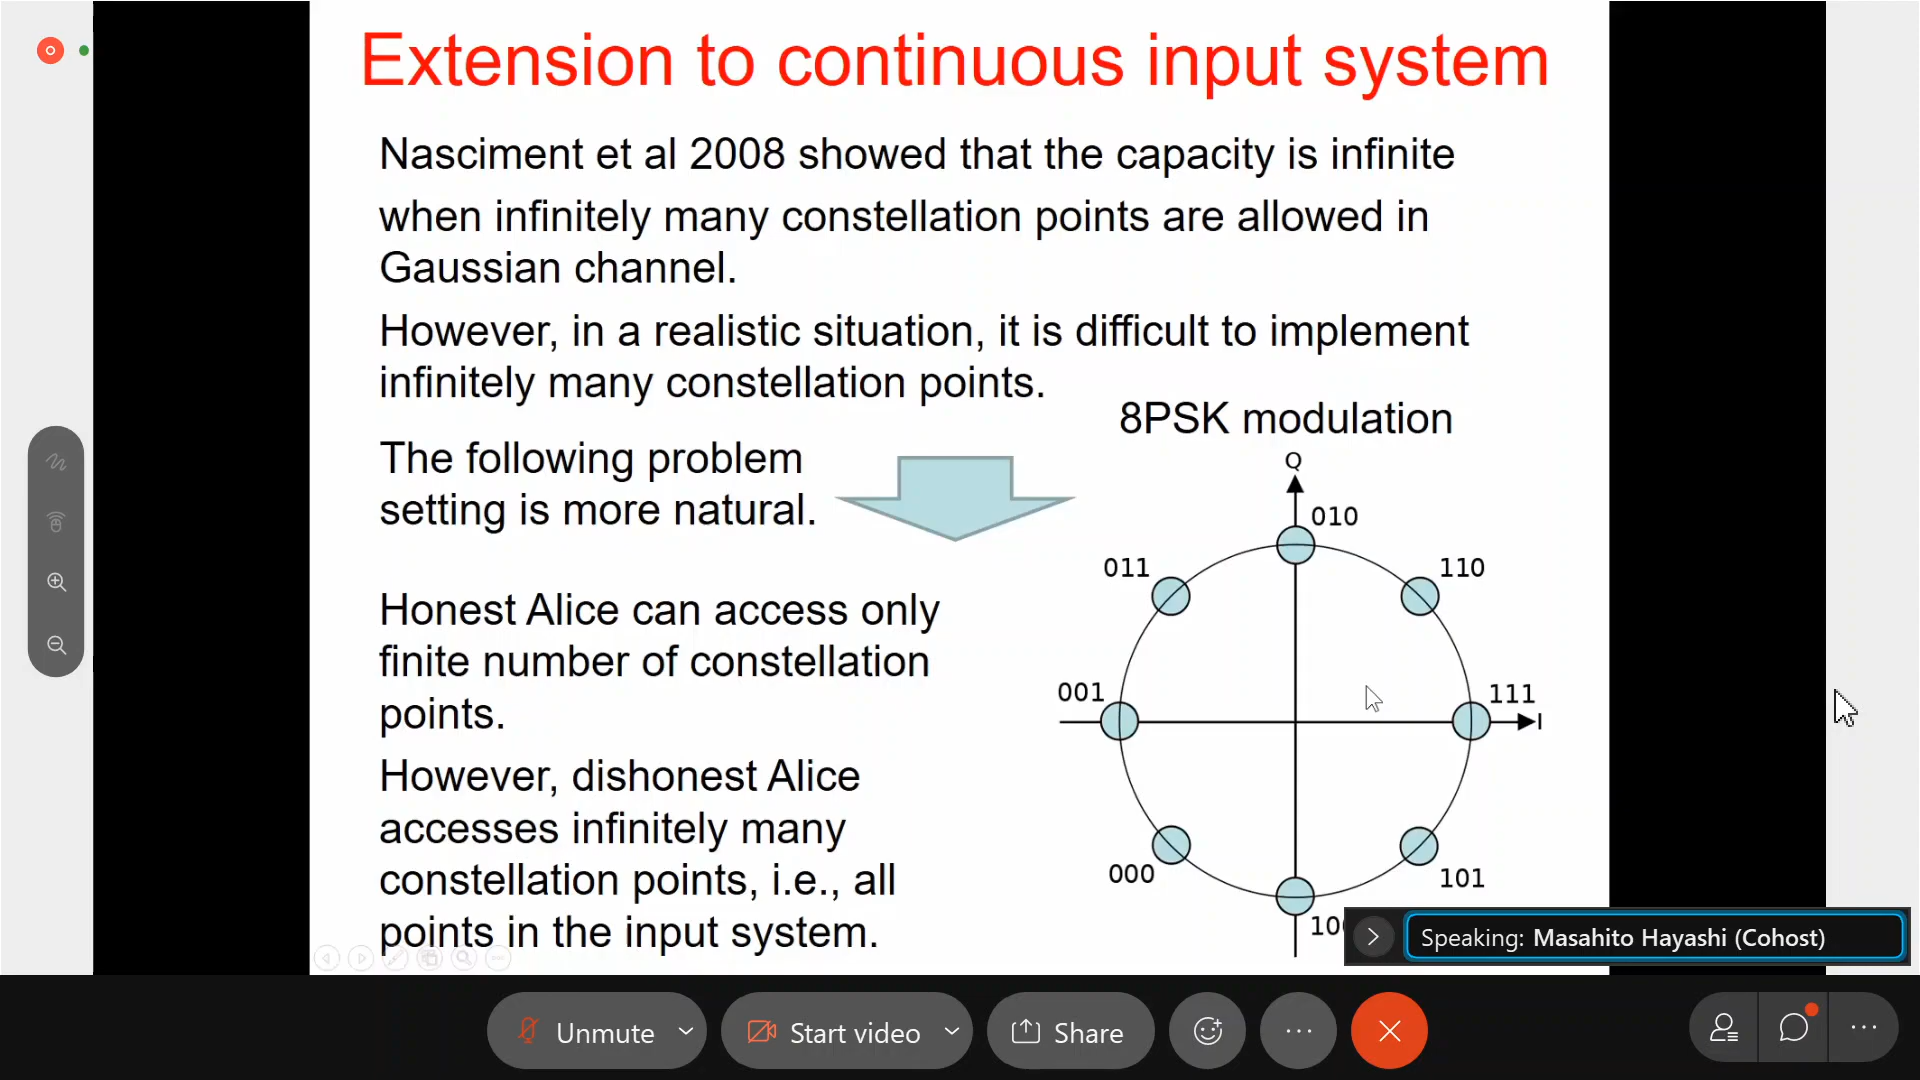 Extension to continuous input system
Nasciment et al 2008 showed that the capacity is infinite
when infinitely many constellation points are allowed in
Gaussian channel.
However, in a realistic situation, it is difficult to implement
infinitely many constellation points.
8PSK modulation
The following problem
setting is more natural.
Honest Alice can access only
finite number of constellation
points.
However, dishonest Alice
accesses infinitely many
constellation points, i.e., all
points in the input system.
Q
010
011
110
001
111
I
000
101
Speaking: Masahito Hayashi (Cohost)
Unmute
Start video
Share